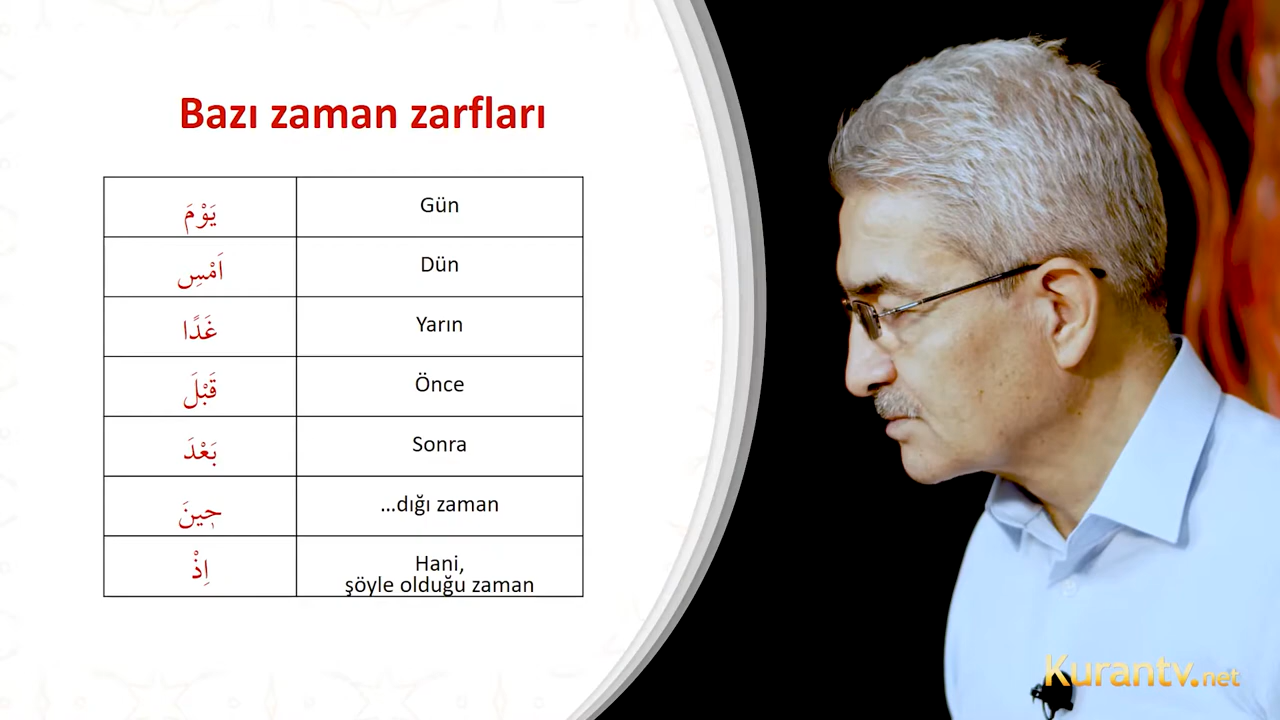 Bazı zaman zarfları
يَوْمَ Gün
اَمْسِ Dün
غَدًا Yarın
قَبْلَ Önce
بَعْدَ Sonra
حٖينَ ...dığı zaman
اِذْ Hani,
şöyle olduğu zaman
Kurantv.net